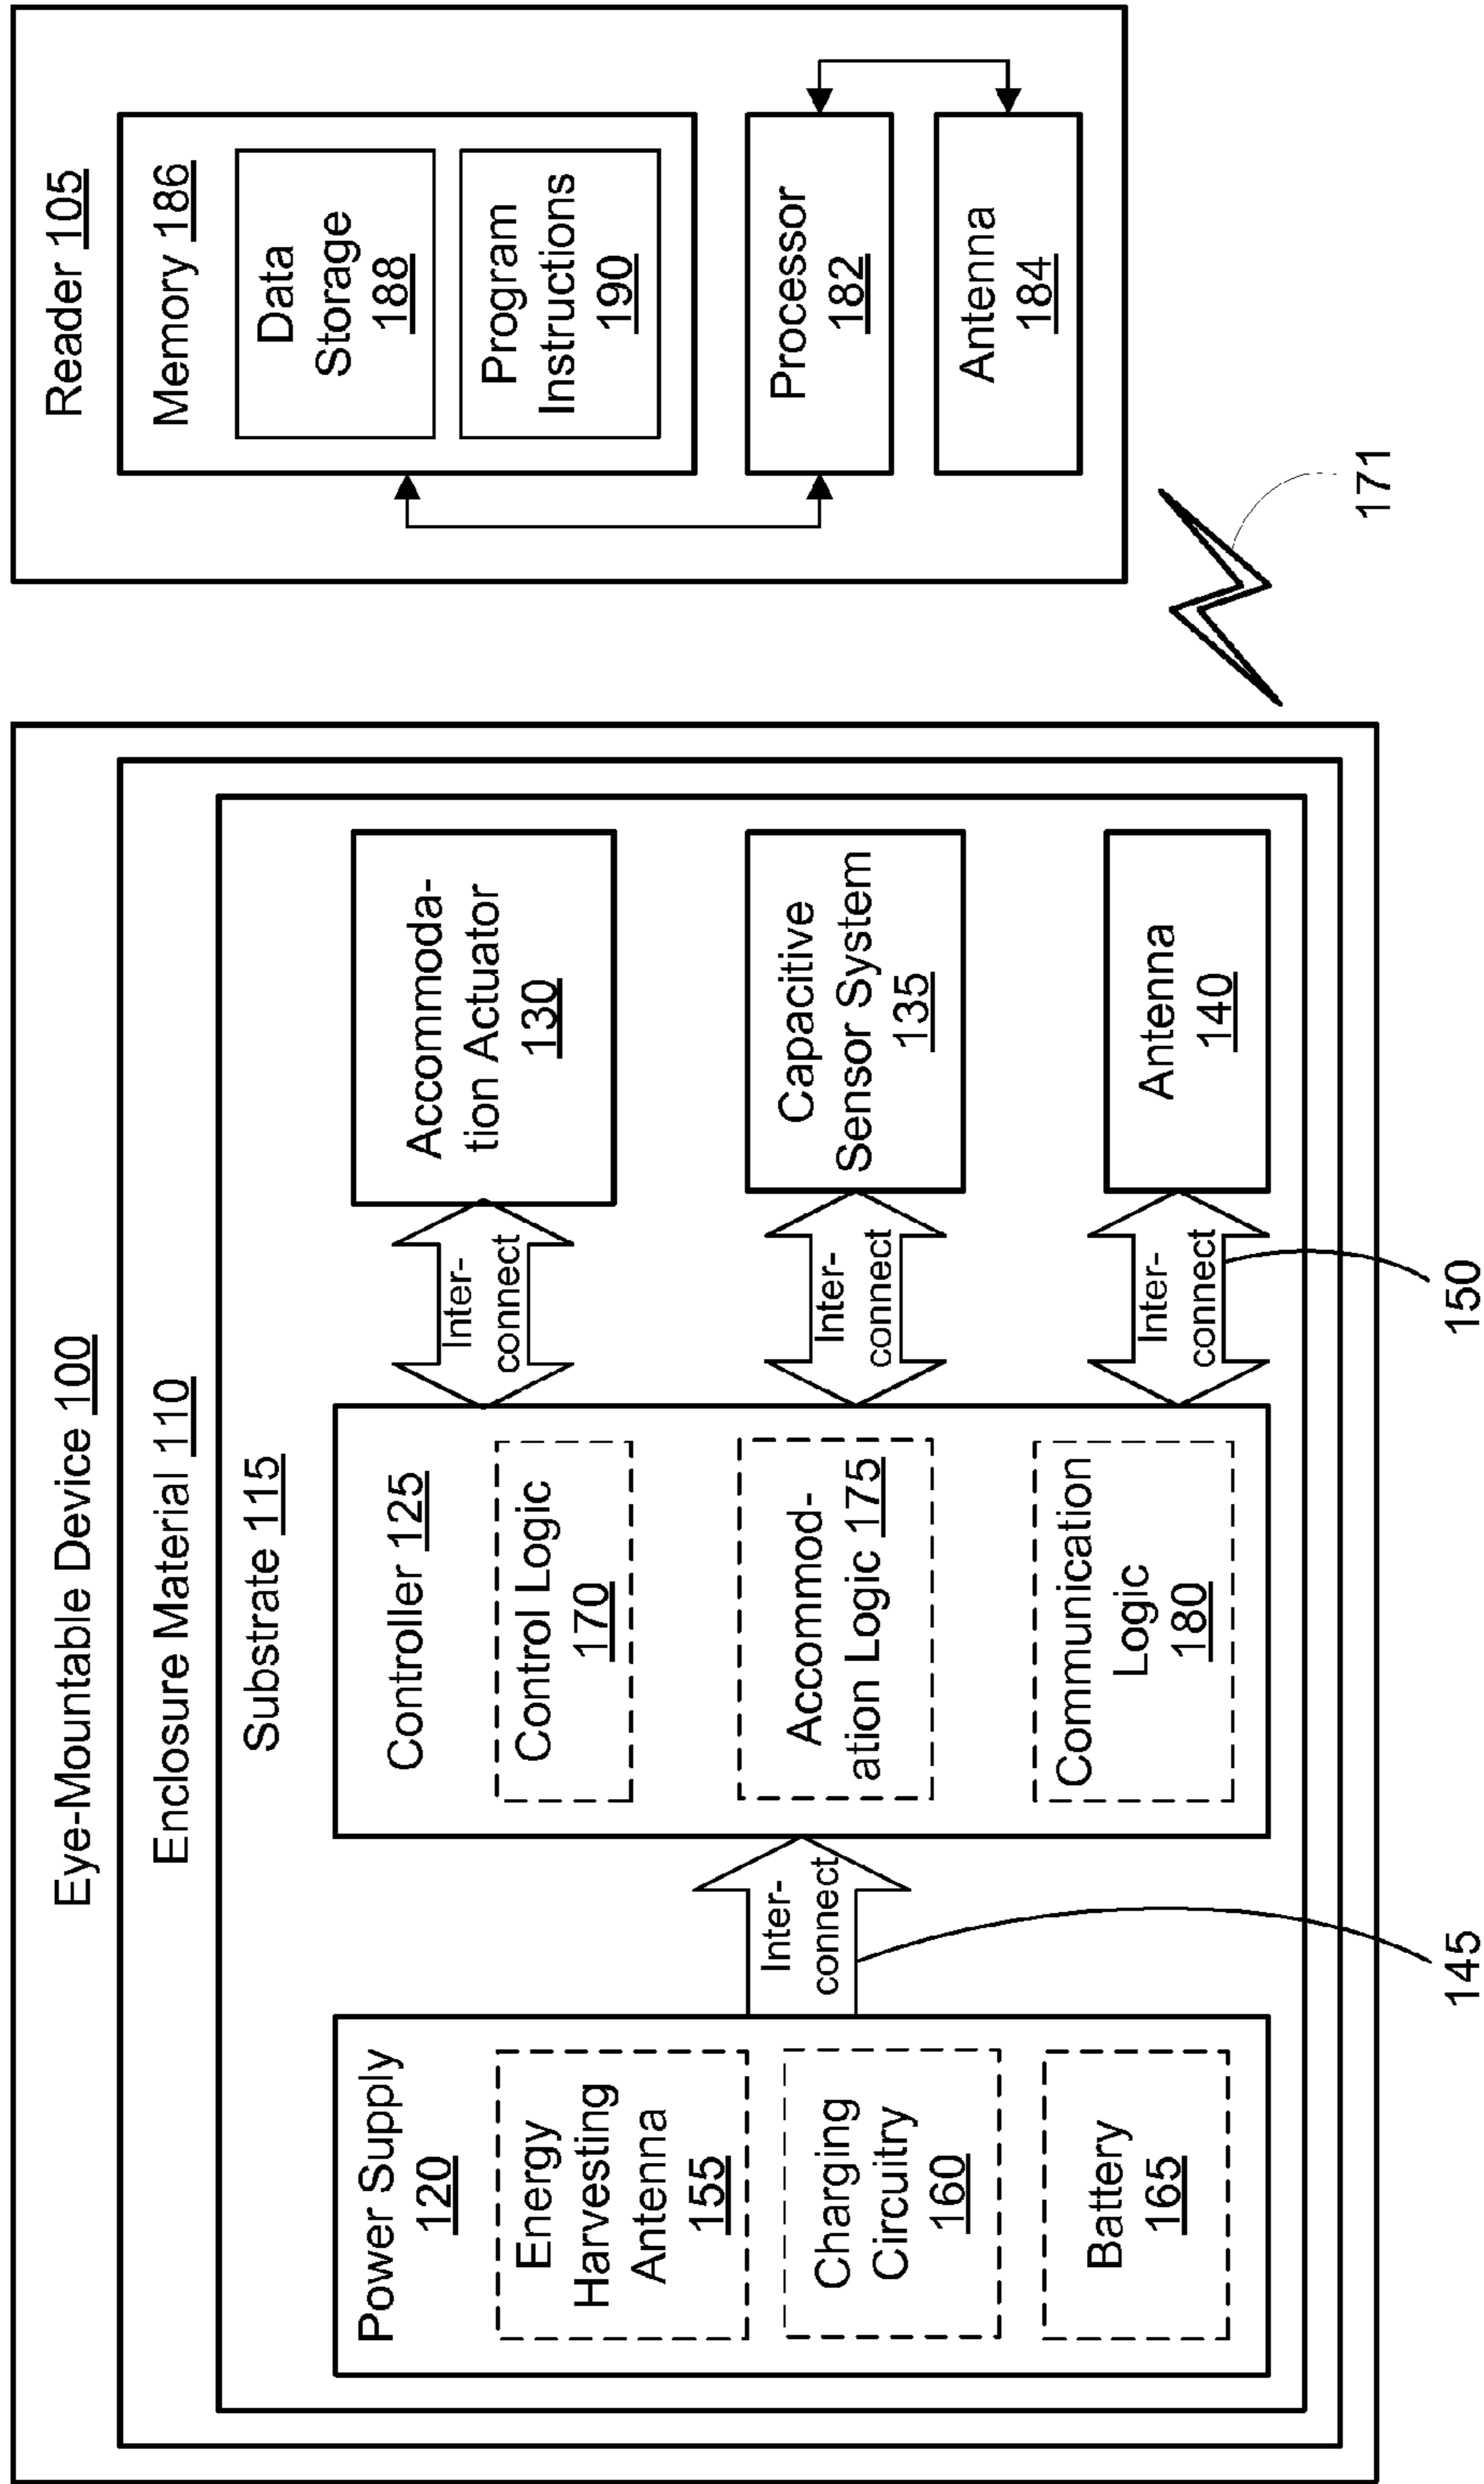 Eye-Mountable Device 100
Enclosure Material 110
Substrate 115
Power Supply
120
Energy
Harvesting
Antenna
155
Charging
Circuitry
160
Battery
165
Inter-
connect
145
Controller 125
Control Logic
170
Accommod-
ation Logic 175
Communication
Logic
180
Inter-
connect
Inter-
connect
Inter-
connect
150
Accommoda-
tion Actuator
130
Capacitive
Sensor System
135
Antenna
140
171
Reader 105
Memory 186
Data
Storage
188
Program
Instructions
190
Processor
182
Antenna
184